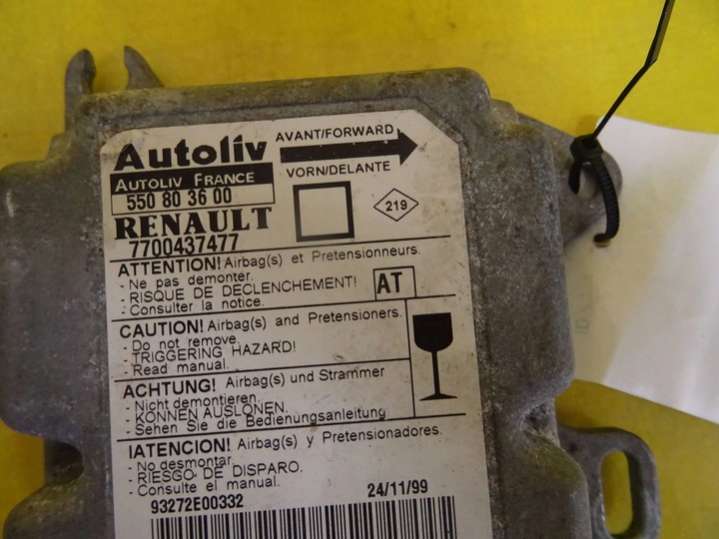 Autoliv
AUTOLIV FRANCE
550 80 36 00
RENAULT
7700437477
AVANT/FORWARD
VORN/DELANTE
219
ATTENTION! Airbag(s) et Pretensionneurs.
- Ne pas demonter.
- RISQUE DE DECLENCHEMENT!
- Consulter la notice.
AT
CAUTION! Airbag(s) and Pretensioners.
- Do not remove.
- TRIGGERING HAZARD!
- Read manual.
ACHTUNG! Airbag(s) und Strammer
- Nicht demontieren.
- KONNEN AUSLONEN.
- Sehen Sie die Bedienungsanleitung
!ATENCION! Airbag(s) y Pretensionadores.
- No desmontar
- RIESGO DE DISPARO.
- Consulte el manual.
93272E00332
24/11/99